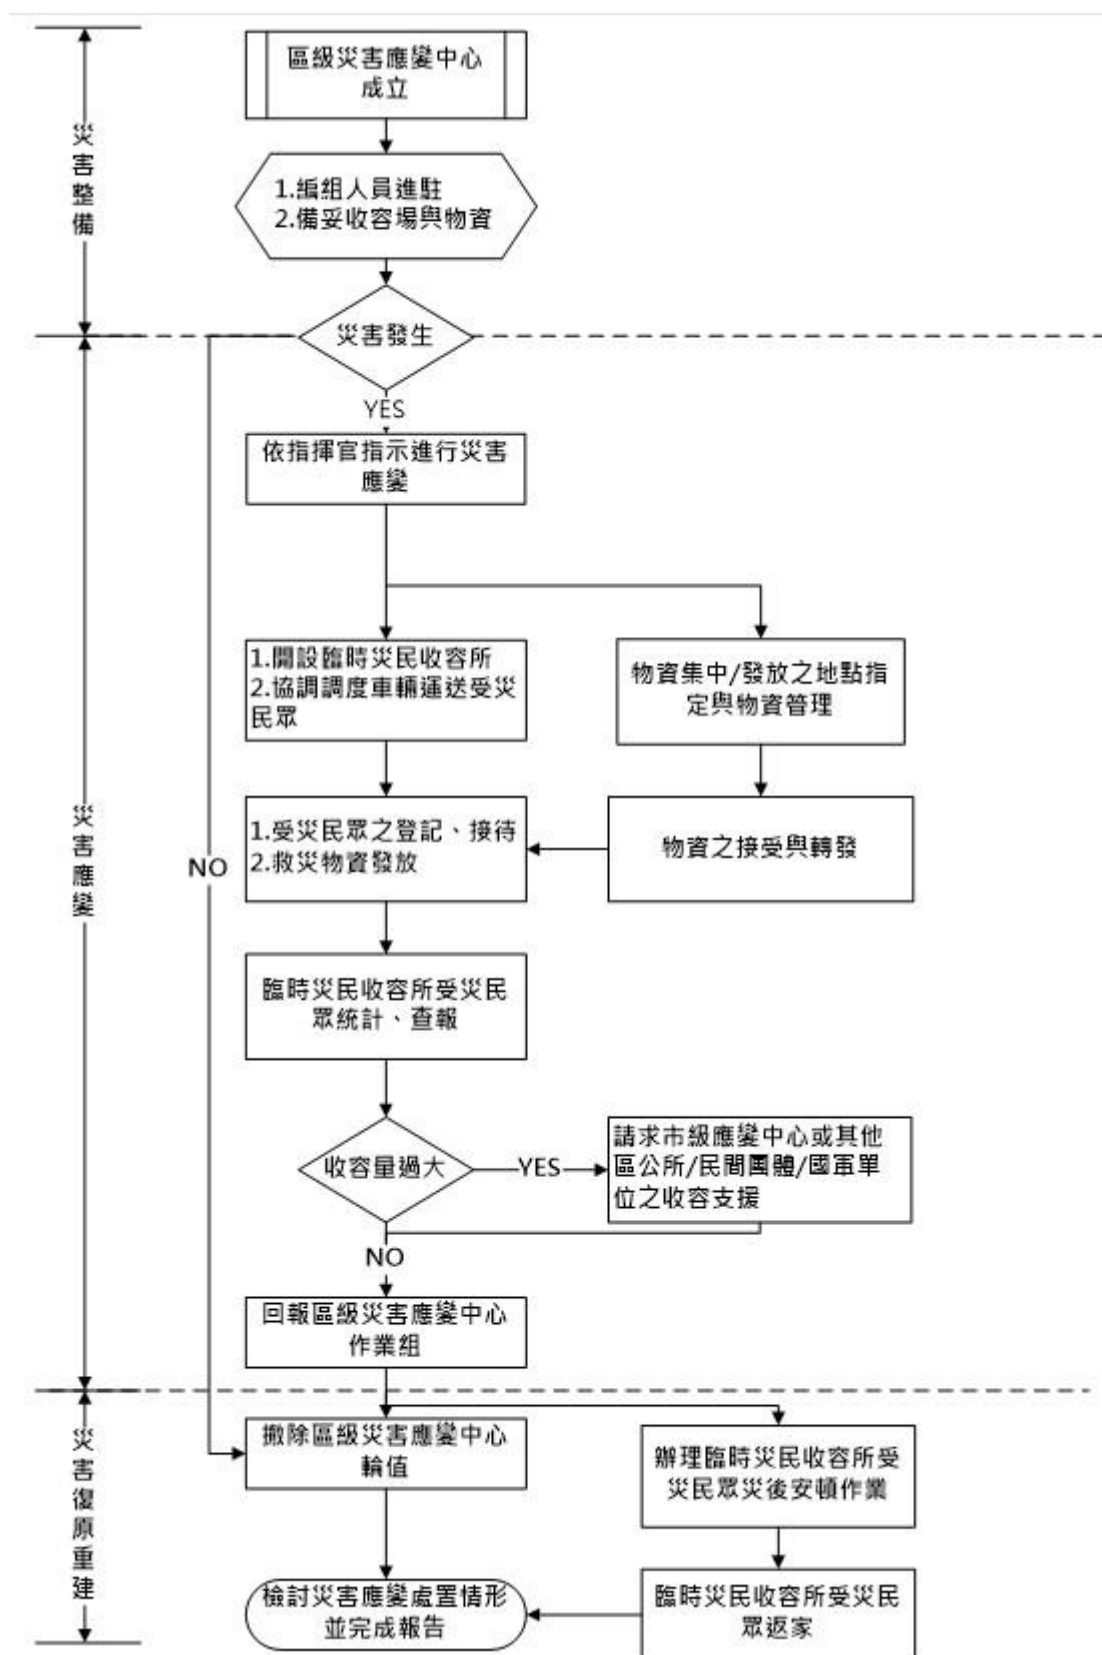 區級災害應變中心
成立
災害整備
1.編組人員進駐
2.備妥收容場與物資
災害發生
YES
依指揮官指示進行災害
應變
1.開設臨時災民收容所
2.協調調度車輛運送受災
民眾
物資集中/發放之地點指
定與物資管理
災害應變
NO
1.受災民眾之登記、接待
2.救災物資發放
物資之接受與轉發
臨時災民收容所受災民
眾統計、查報
收容量過大
YES
請求市級應變中心或其他
區公所/民間團體/國軍單
位之收容支援
NO
回報區級災害應變中心
作業組
災害復原重建
撤除區級災害應變中心
輪值
辦理臨時災民收容所受
災民眾災後安頓作業
檢討災害應變處置情形
並完成報告
臨時災民收容所受災民
眾返家